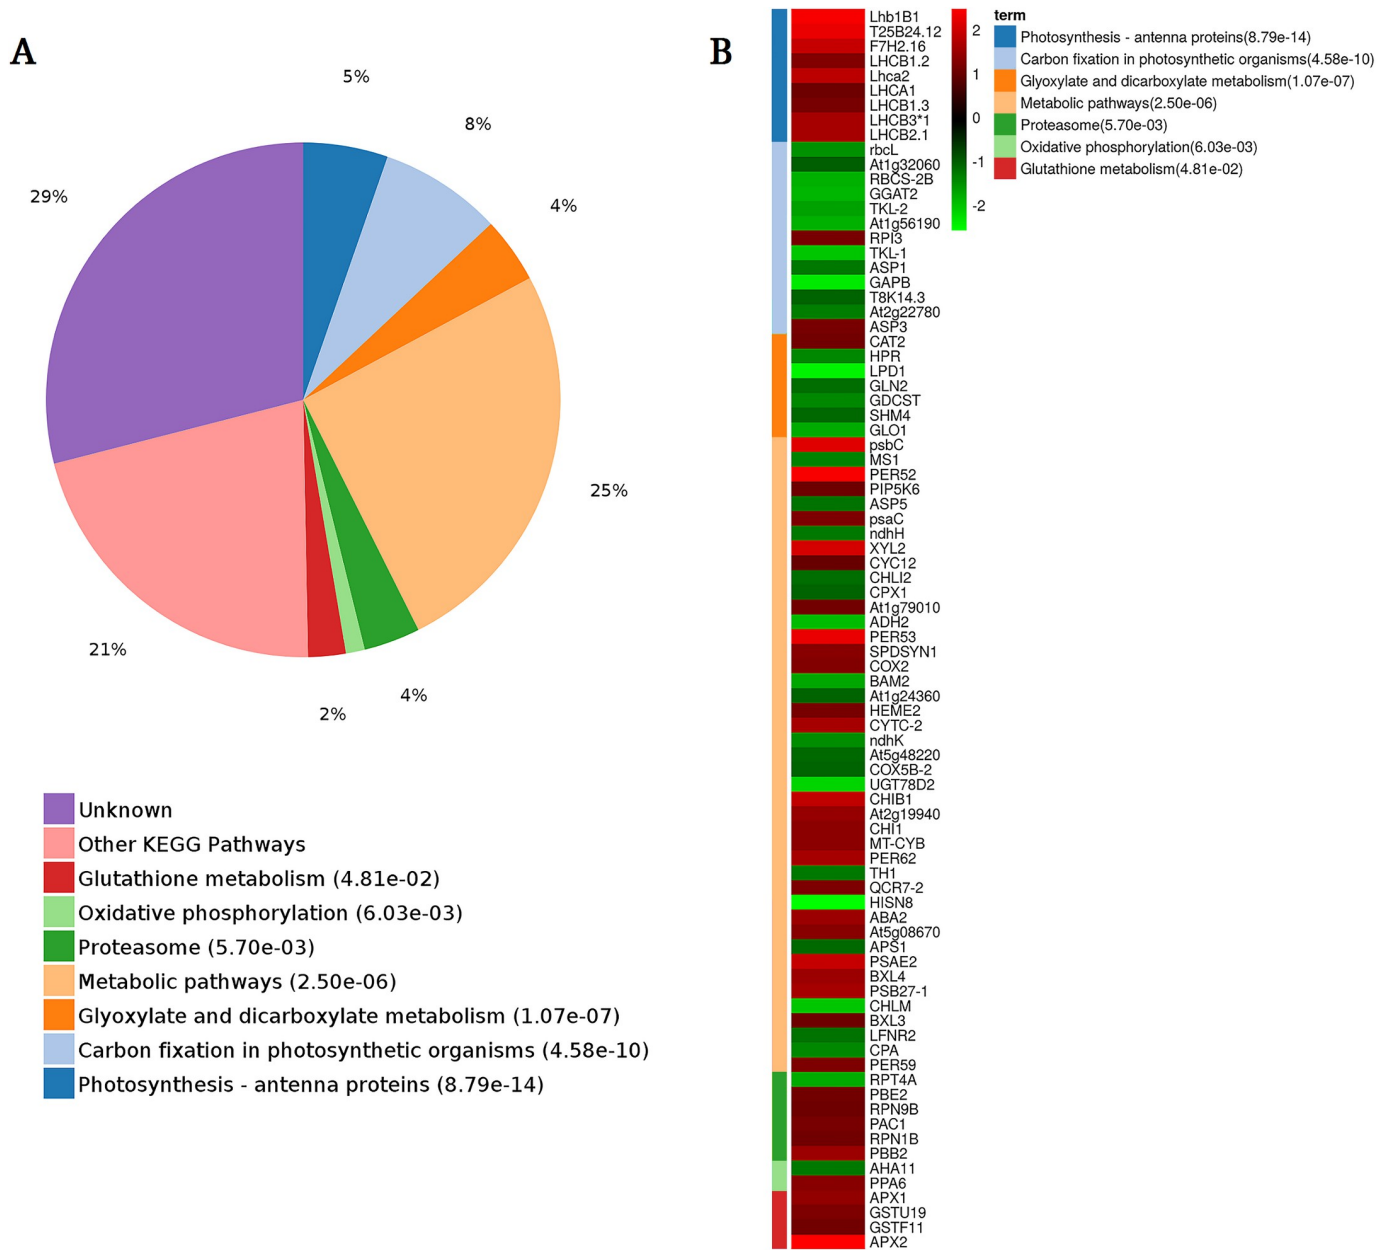 A
5%
8%
4%
29%
25%
21%
4%
2%
Unknown
Other KEGG Pathways
Glutathione metabolism (4.81e-02)
Oxidative phosphorylation (6.03e-03)
Proteasome (5.70e-03)
Metabolic pathways (2.50e-06)
Glyoxylate and dicarboxylate metabolism (1.07e-07)
Carbon fixation in photosynthetic organisms (4.58e-10)
Photosynthesis - antenna proteins (8.79e-14)
B
Lhb1B1
T25B24.12
F7H2.16
LHCB1.2
Lhca2
LHCA1
LHCB1.3
LHCB3*1
LHCB2.1
rbcL
At1g32060
RBCS-2B
GGAT2
TKL-2
At1g56190
RPI3
TKL-1
ASP1
GAPB
T8K14.3
At2g22780
ASP3
CAT2
HPR
LPD1
GLN2
GDCST
SHM4
GLO1
psbC
MS1
PER52
PIP5K6
ASP5
psaC
ndhH
XYL2
CYC12
CHLI2
CPX1
At1g79010
ADH2
PER53
SPDSYN1
COX2
BAM2
At1g24360
HEME2
CYTC-2
ndhK
At5g48220
COX5B-2
UGT78D2
CHIB1
At2g19940
CHI1
MT-CYB
PER62
TH1
QCR7-2
HISN8
ABA2
At5g08670
APS1
PSAE2
BXL4
PSB27-1
CHLM
BXL3
LFNR2
CPA
PER59
RPT4A
PBE2
RPN9B
PAC1
RPN1B
PBB2
AHA11
PPA6
APX1
GSTU19
GSTF11
APX2
2
1
0
-1
-2
term
Photosynthesis - antenna proteins(8.79e-14)
Carbon fixation in photosynthetic organisms(4.58e-10)
Glyoxylate and dicarboxylate metabolism(1.07e-07)
Metabolic pathways(2.50e-06)
Proteasome(5.70e-03)
Oxidative phosphorylation(6.03e-03)
Glutathione metabolism(4.81e-02)